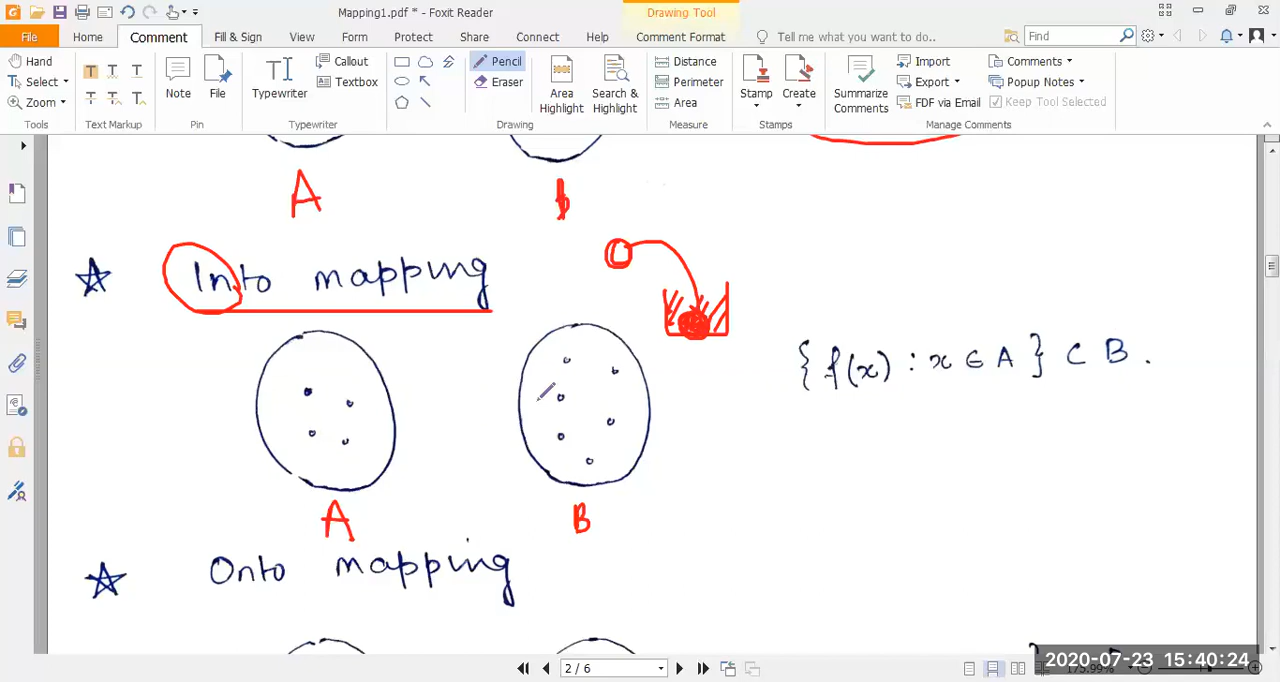 Mapping1.pdf * - Foxit Reader
Drawing Tool
File Home Comment Fill & Sign View Form Protect Share Connect Help Comment Format Tell me what you want to do.. Find
Hand
Select
Zoom
Tools
T T T
T T T
Text Markup
Note File
Pin
Typewriter
Callout
Textbox
Typewriter
Pencil
Eraser
Area Highlight
Search & Highlight
Drawing
Distance
Perimeter
Area
Measure
Stamp Create
Stamps
Summarize Comments
Import
Export
FDF via Email
Comments
Popup Notes
Keep Tool Selected
Manage Comments
A
Into mapping
{ f(x) : x ∈ A } ⊂ B .
A B
Onto mapping
2 / 6
2020-07-23 15:40:24